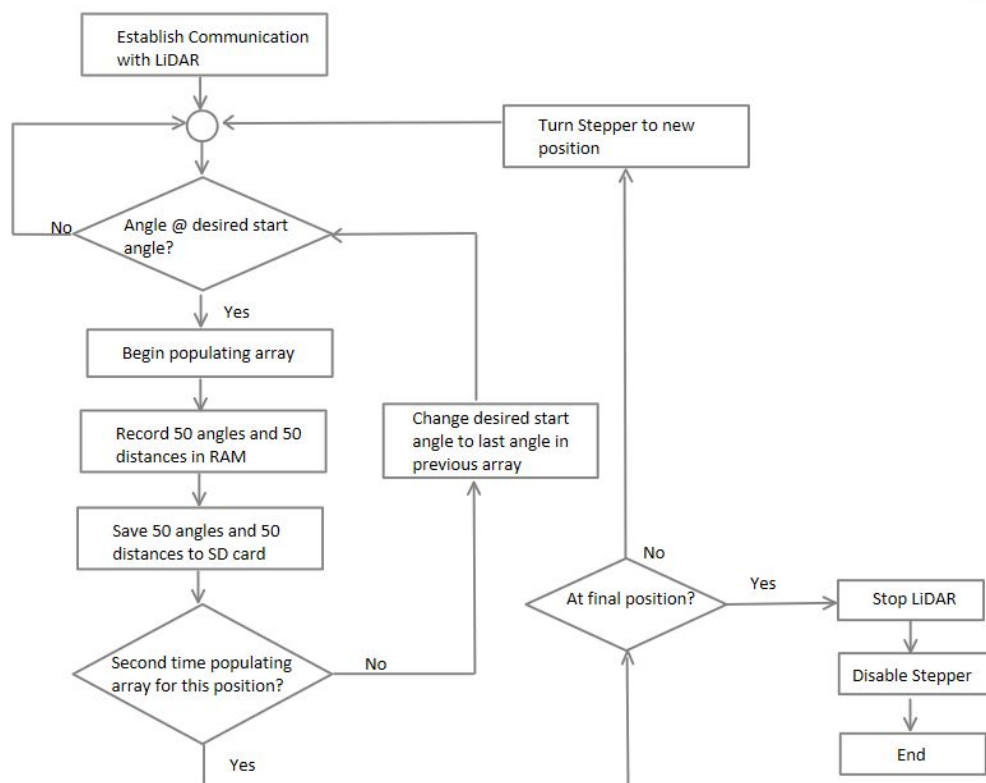 Establish Communication
with LiDAR
Turn Stepper to new
position
No
Angle @ desired start
angle?
Yes
Begin populating array
Record 50 angles and 50
distances in RAM
Change desired start
angle to last angle in
previous array
Save 50 angles and 50
distances to SD card
Second time populating
array for this position?
No
Yes
No
At final position?
Yes
Stop LiDAR
Disable Stepper
End